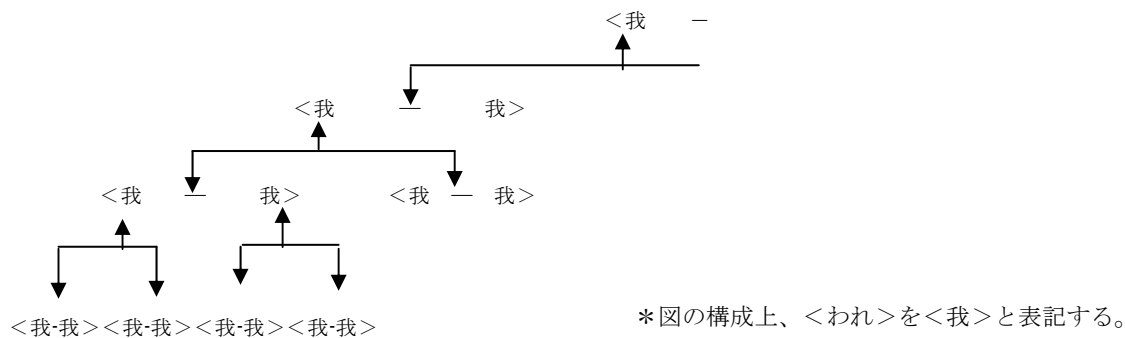 ＜我　－
＜我　―　我＞
＜我　―　我＞　＜我　―　我＞
＜我-我＞＜我-我＞＜我-我＞＜我-我＞
＊図の構成上、＜われ＞を＜我＞と表記する。